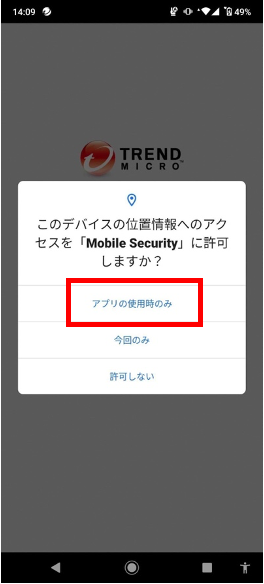 14:09
49%
TREND
MICRO
このデバイスの位置情報へのアク
セスを「Mobile Security」に許可
しますか？
アプリの使用時のみ
今回のみ
許可しない